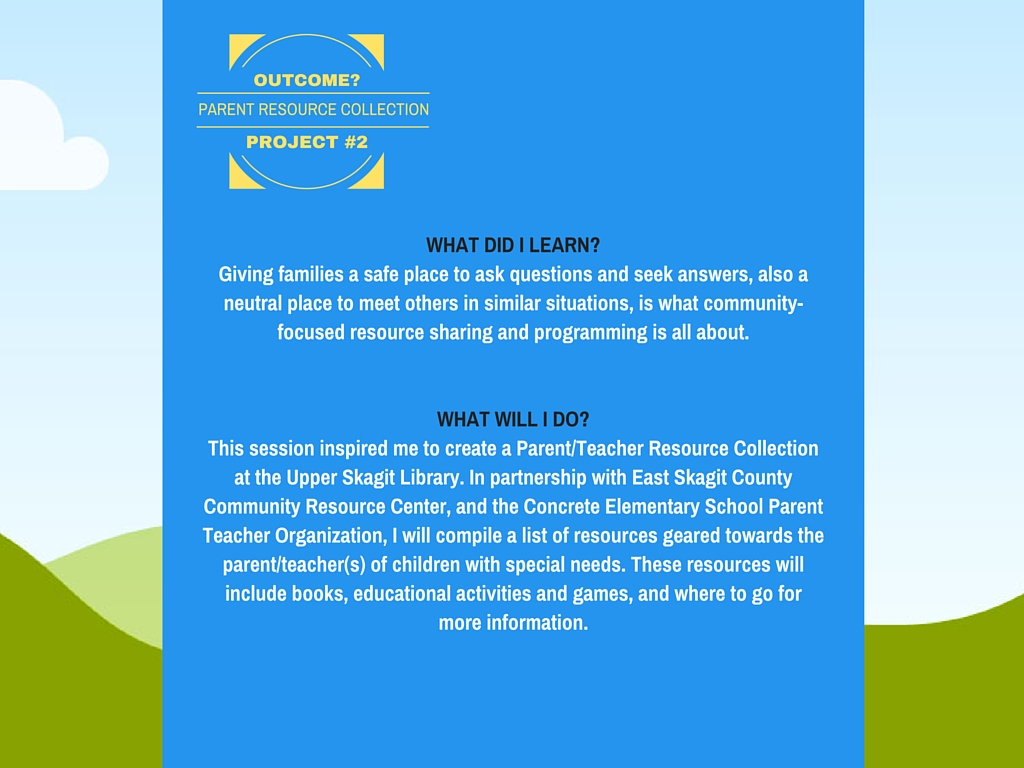 OUTCOME?
PARENT RESOURCE COLLECTION
PROJECT #2
WHAT DID I LEARN?
Giving families a safe place to ask questions and seek answers, also a
neutral place to meet others in similar situations, is what community-
focused resource sharing and programming is all about.
WHAT WILL I DO?
This session inspired me to create a Parent/Teacher Resource Collection
at the Upper Skagit Library. In partnership with East Skagit County
Community Resource Center, and the Concrete Elementary School Parent
Teacher Organization, I will compile a list of resources geared towards the
parent/teacher(s) of children with special needs. These resources will
include books, educational activities and games, and where to go for
more information.